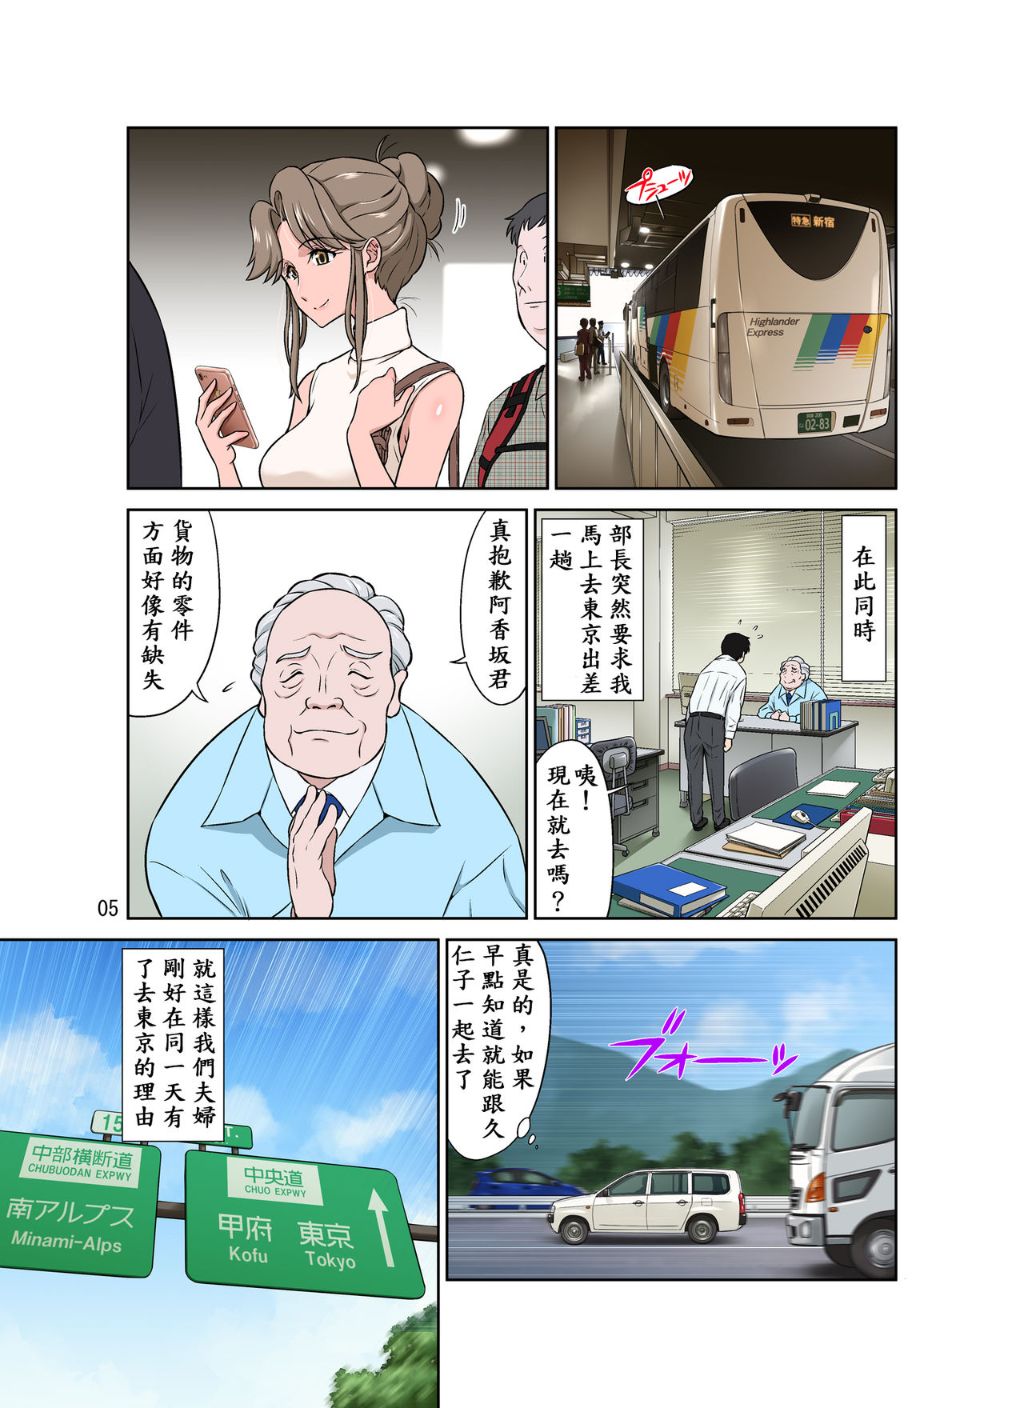 プシューッ
特急 新宿
Highlander
Express
02-83
在此同時
部長突然要求我
馬上去東京出差
一趟
咦！
現在就去嗎？
真抱歉阿香坂君
貨物的零件
方面好像有缺失
05
真是的，如果
早點知道就能跟久
仁子一起去了
ブオーーッ
就這樣我們夫婦
剛好在同一天有
了去東京的理由
15
T.
中部横断道
CHUBUODAN EXPWY
南アルプス
Minami-Alps
中央道
CHUO EXPWY
甲府 東京
Kofu Tokyo